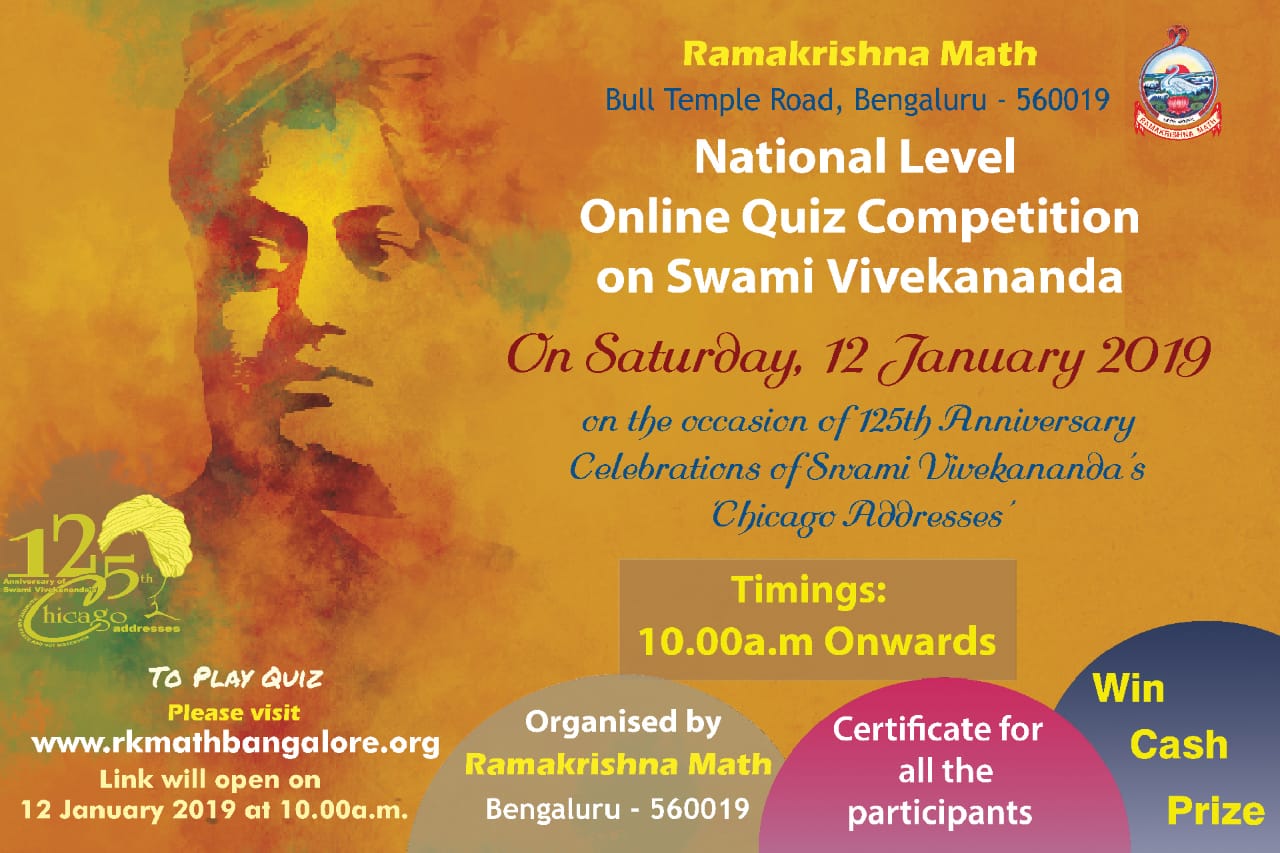 Ramakrishna Math
Bull Temple Road, Bengaluru - 560019
RAMAKRISHNA MATH
National Level
Online Quiz Competition
on Swami Vivekananda
On Saturday, 12 January 2019
on the occasion of 125th Anniversary
Celebrations of Swami Vivekananda's
'Chicago Addresses'
Timings:
10.00a.m Onwards
125th
Anniversary of
Swami Vivekananda's
Chicago
addresses
To Play Quiz
Please visit
www.rkmathbangalore.org
Link will open on
12 January 2019 at 10.00a.m.
Organised by
Ramakrishna Math
Bengaluru - 560019
Certificate for
all the
participants
Win
Cash
Prize